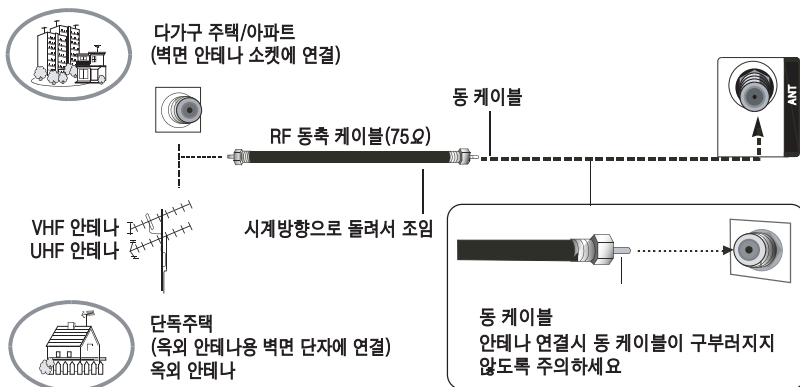 다가구 주택/아파트
(벽면 안테나 소켓에 연결)
동 케이블
ANT
RF 동축 케이블(75Ω)
시계방향으로 돌려서 조임
VHF 안테나
UHF 안테나
단독주택
(옥외 안테나용 벽면 단자에 연결)
옥외 안테나
동 케이블
안테나 연결시 동 케이블이 구부러지지
않도록 주의하세요